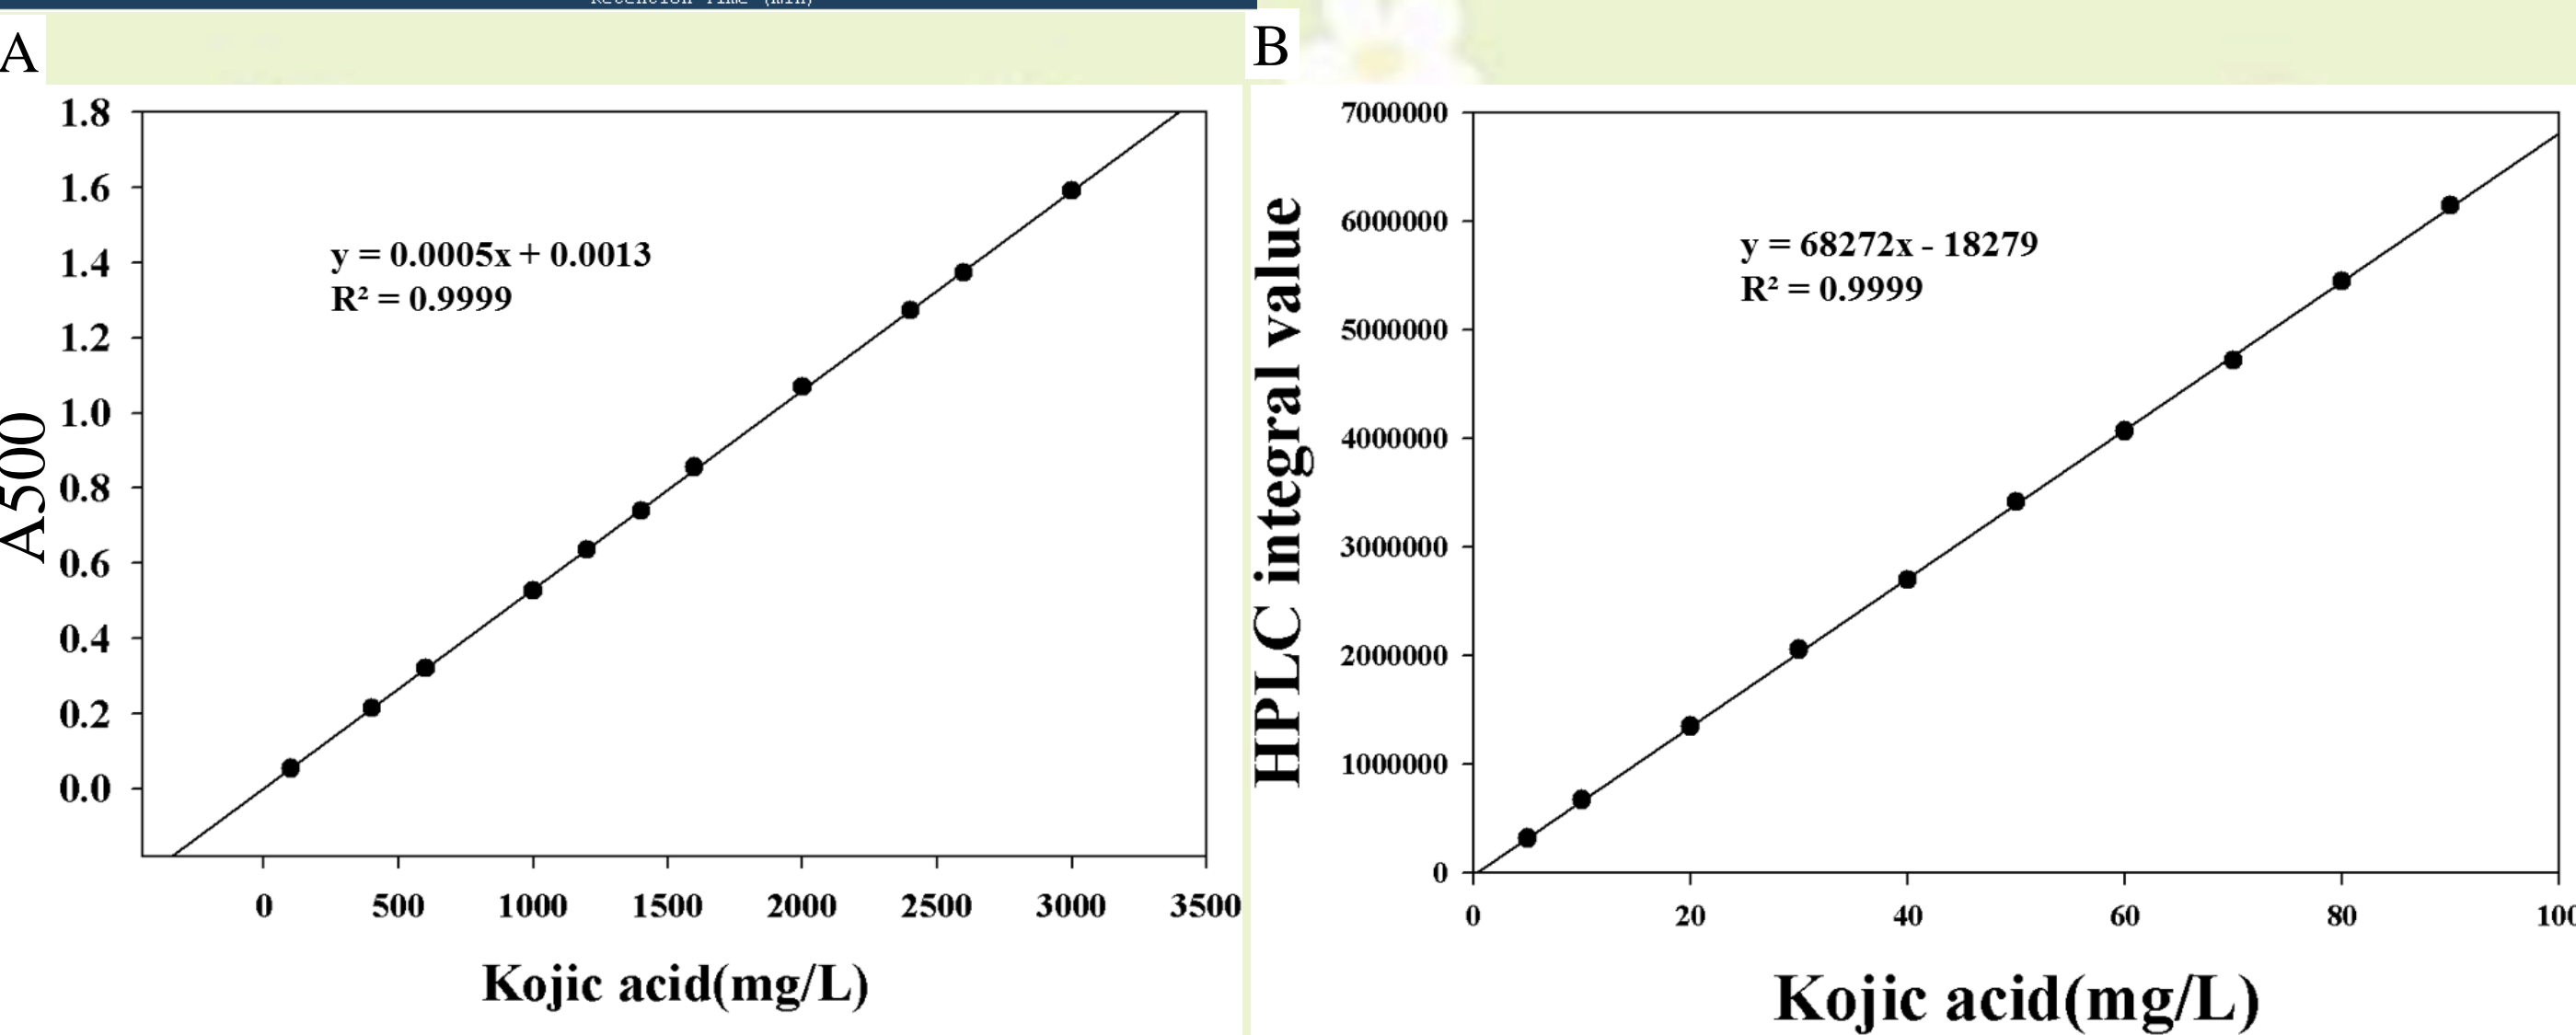 Retention Time (min)
A
B
1.8
1.6
1.4
1.2
1.0
0.8
0.6
0.4
0.2
0.0
A500
y = 0.0005x + 0.0013
R² = 0.9999
0 500 1000 1500 2000 2500 3000 3500
Kojic acid(mg/L)
7000000
6000000
5000000
4000000
3000000
2000000
1000000
0
HPLC integral value
y = 68272x - 18279
R² = 0.9999
0 20 40 60 80 100
Kojic acid(mg/L)